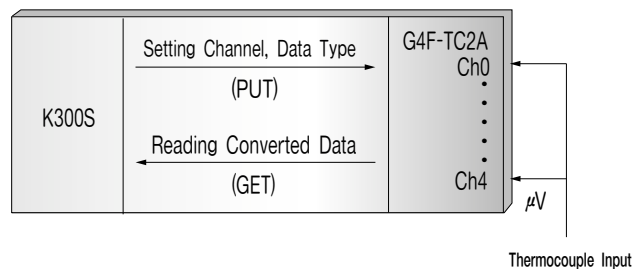 K300S
Setting Channel, Data Type
(PUT)
Reading Converted Data
(GET)
G4F-TC2A
Ch0
Ch4
μV
Thermocouple Input